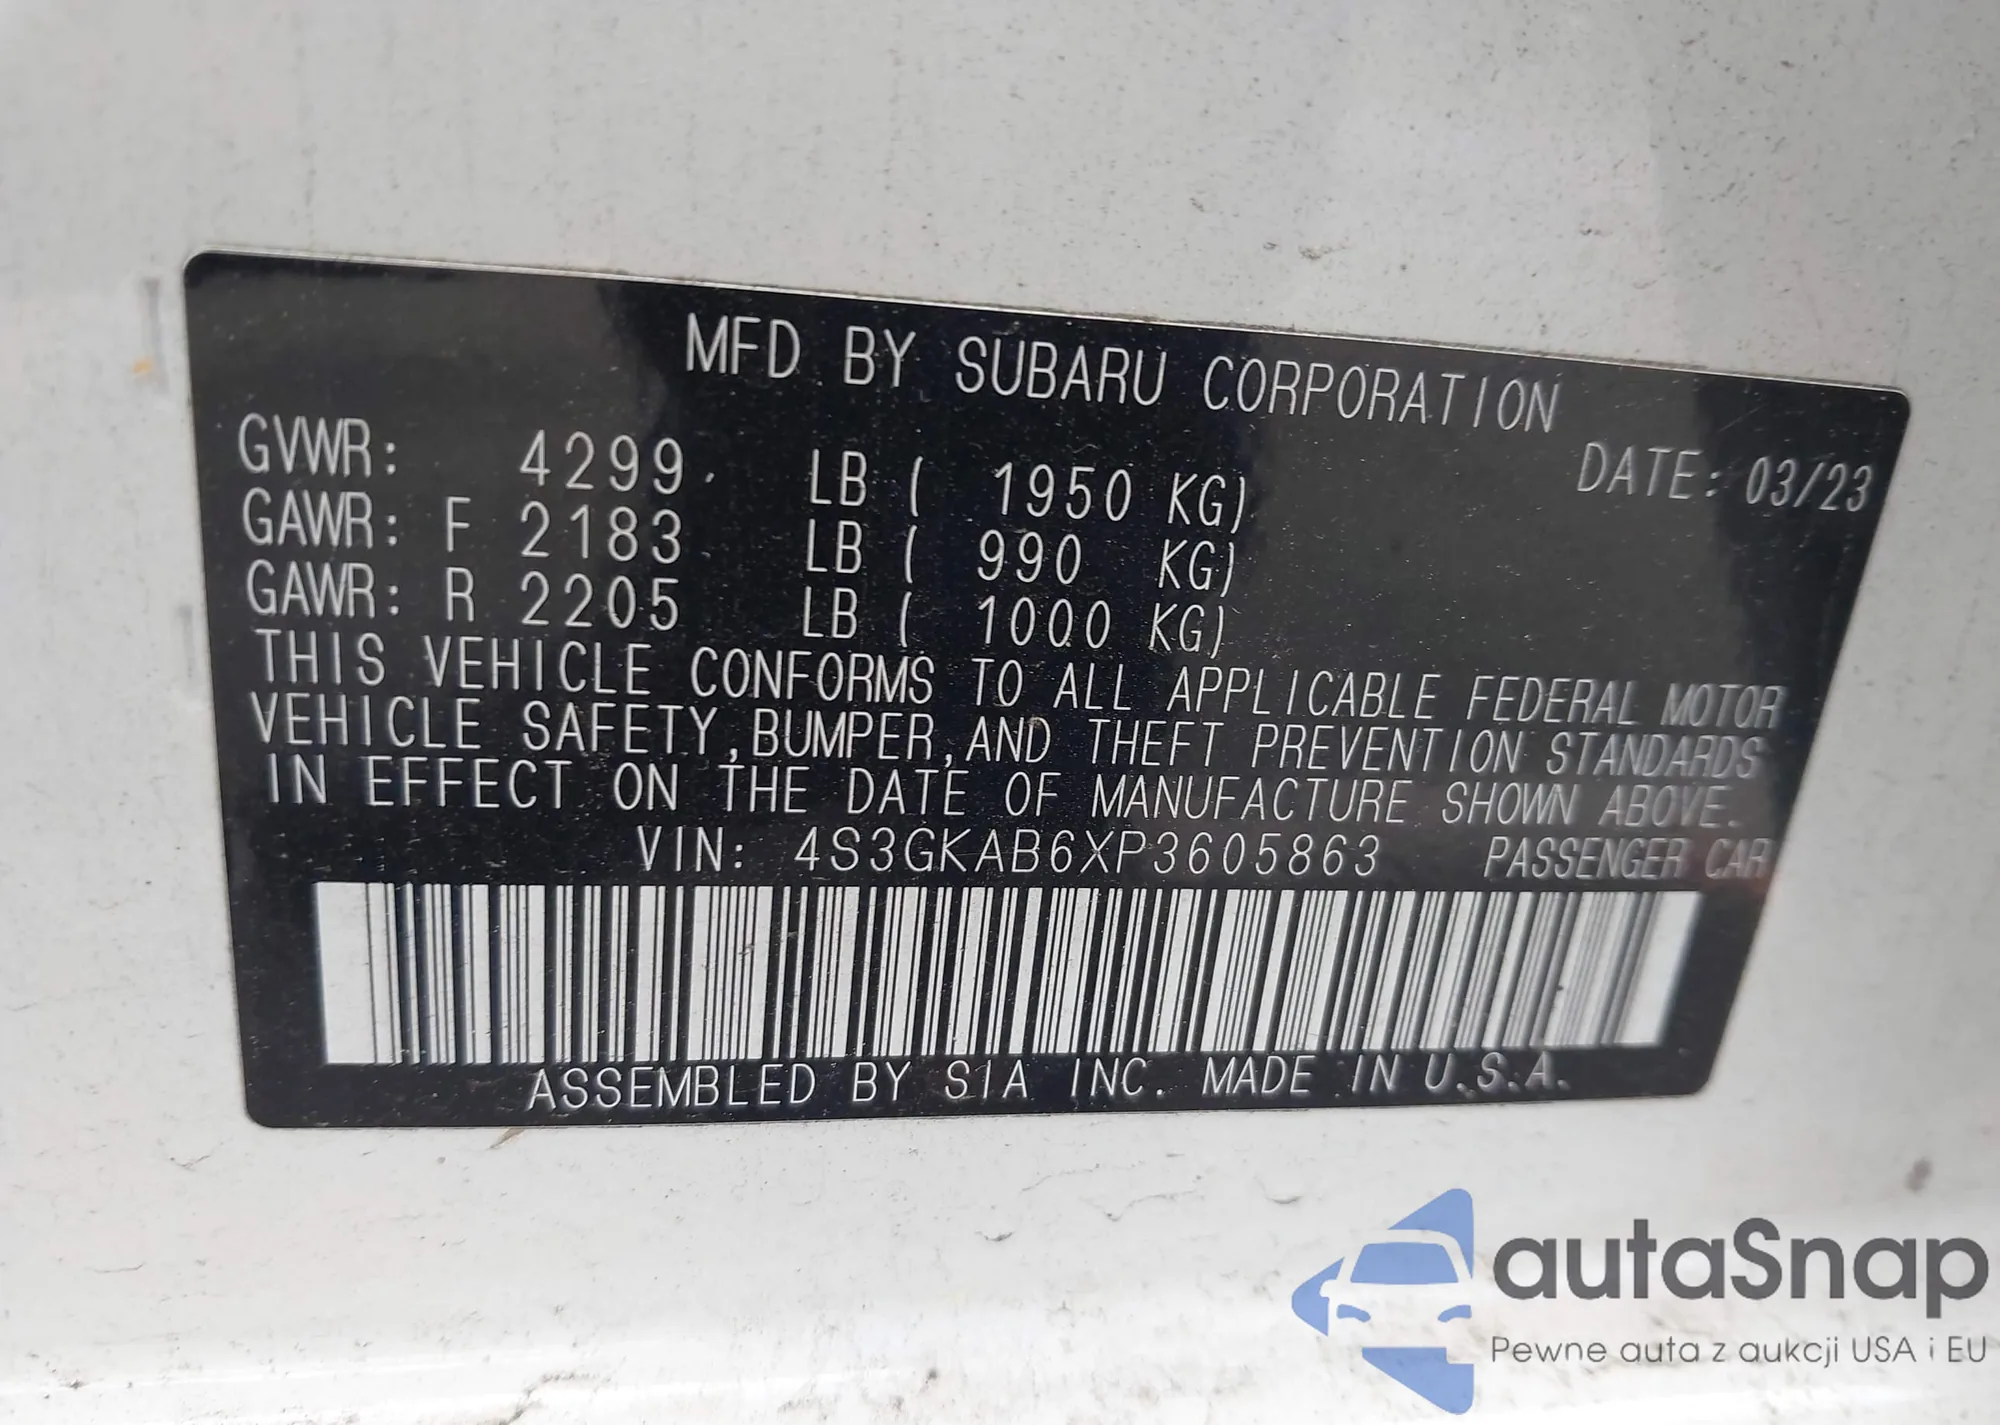 MFD BY SUBARU CORPORATION
GVWR: 4299 LB ( 1950 KG) DATE: 03/23
GAWR: F 2183 LB ( 990 KG)
GAWR: R 2205 LB ( 1000 KG)
THIS VEHICLE CONFORMS TO ALL APPLICABLE FEDERAL MOTOR
VEHICLE SAFETY,BUMPER,AND THEFT PREVENTION STANDARDS
IN EFFECT ON THE DATE OF MANUFACTURE SHOWN ABOVE.
VIN: 4S3GKAB6XP3605863 PASSENGER CAR
ASSEMBLED BY SIA INC. MADE IN U.S.A.
autaSnap
Pewne auta z aukcji USA i EU